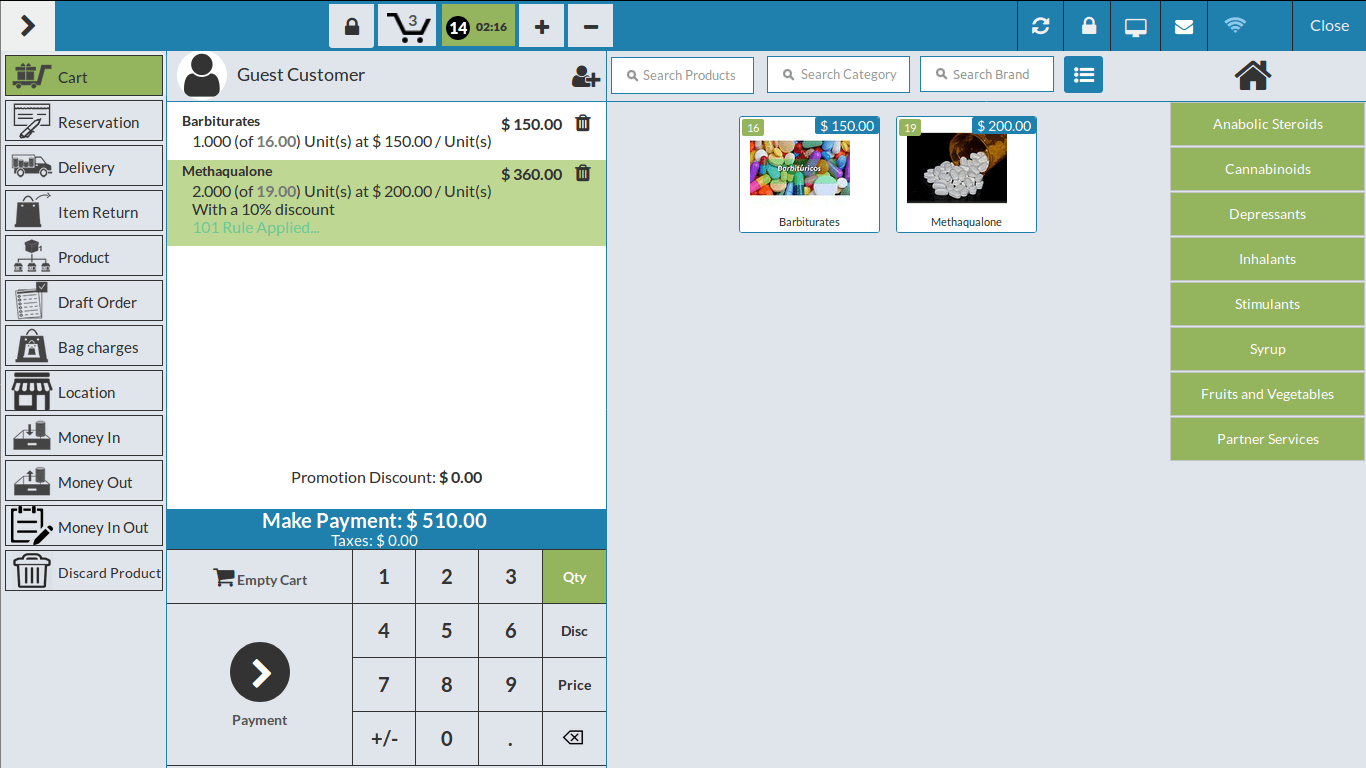 3
14 02:16
Close
Cart
Reservation
Delivery
Item Return
Product
Draft Order
Bag charges
Location
Money In
Money Out
Money In Out
Discard Product
Guest Customer
Barbiturates
$ 150.00
1.000 (of 16.00) Unit(s) at $ 150.00 / Unit(s)
Methaqualone
$ 360.00
2.000 (of 19.00) Unit(s) at $ 200.00 / Unit(s)
With a 10% discount
101 Rule Applied...
Promotion Discount: $ 0.00
Make Payment: $ 510.00
Taxes: $ 0.00
Empty Cart
1 2 3 Qty
4 5 6 Disc
7 8 9 Price
+/- 0 .
Payment
Search Products
Search Category
Search Brand
16 $ 150.00
Barbitúricos
Barbiturates
19 $ 200.00
Methaqualone
Anabolic Steroids
Cannabinoids
Depressants
Inhalants
Stimulants
Syrup
Fruits and Vegetables
Partner Services